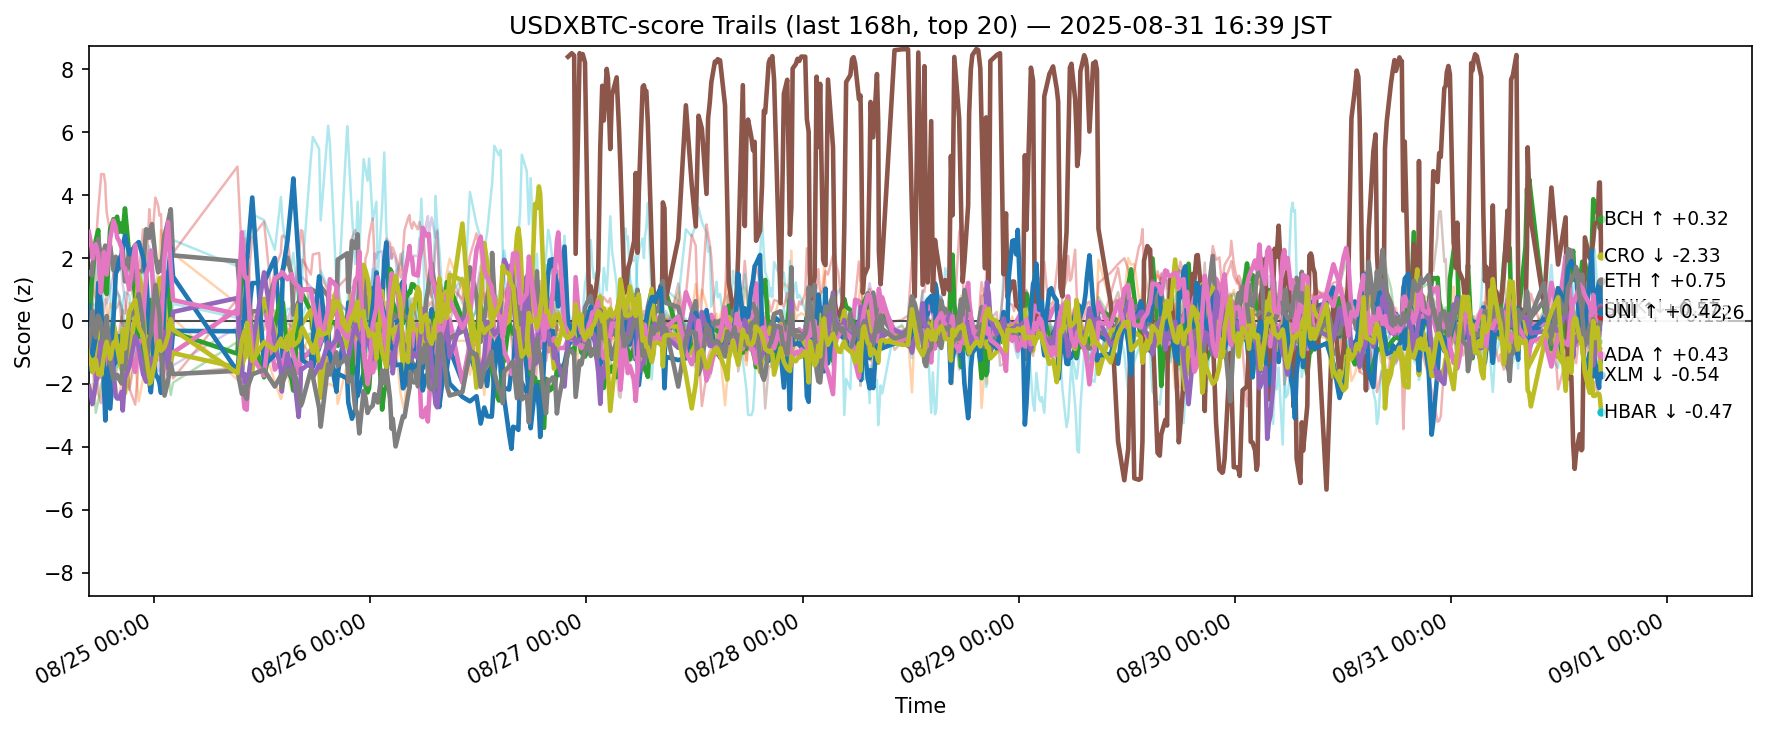 USDXBTC-score Trails (last 168h, top 20) — 2025-08-31 16:39 JST
Score (z)
8
6
4
2
0
−2
−4
−6
−8
BCH ↑ +0.32
CRO ↓ -2.33
ETH ↑ +0.75
UNI ↑ +0.42
ADA ↑ +0.43
XLM ↓ -0.54
HBAR ↓ -0.47
08/25 00:00
08/26 00:00
08/27 00:00
08/28 00:00
08/29 00:00
08/30 00:00
08/31 00:00
09/01 00:00
Time